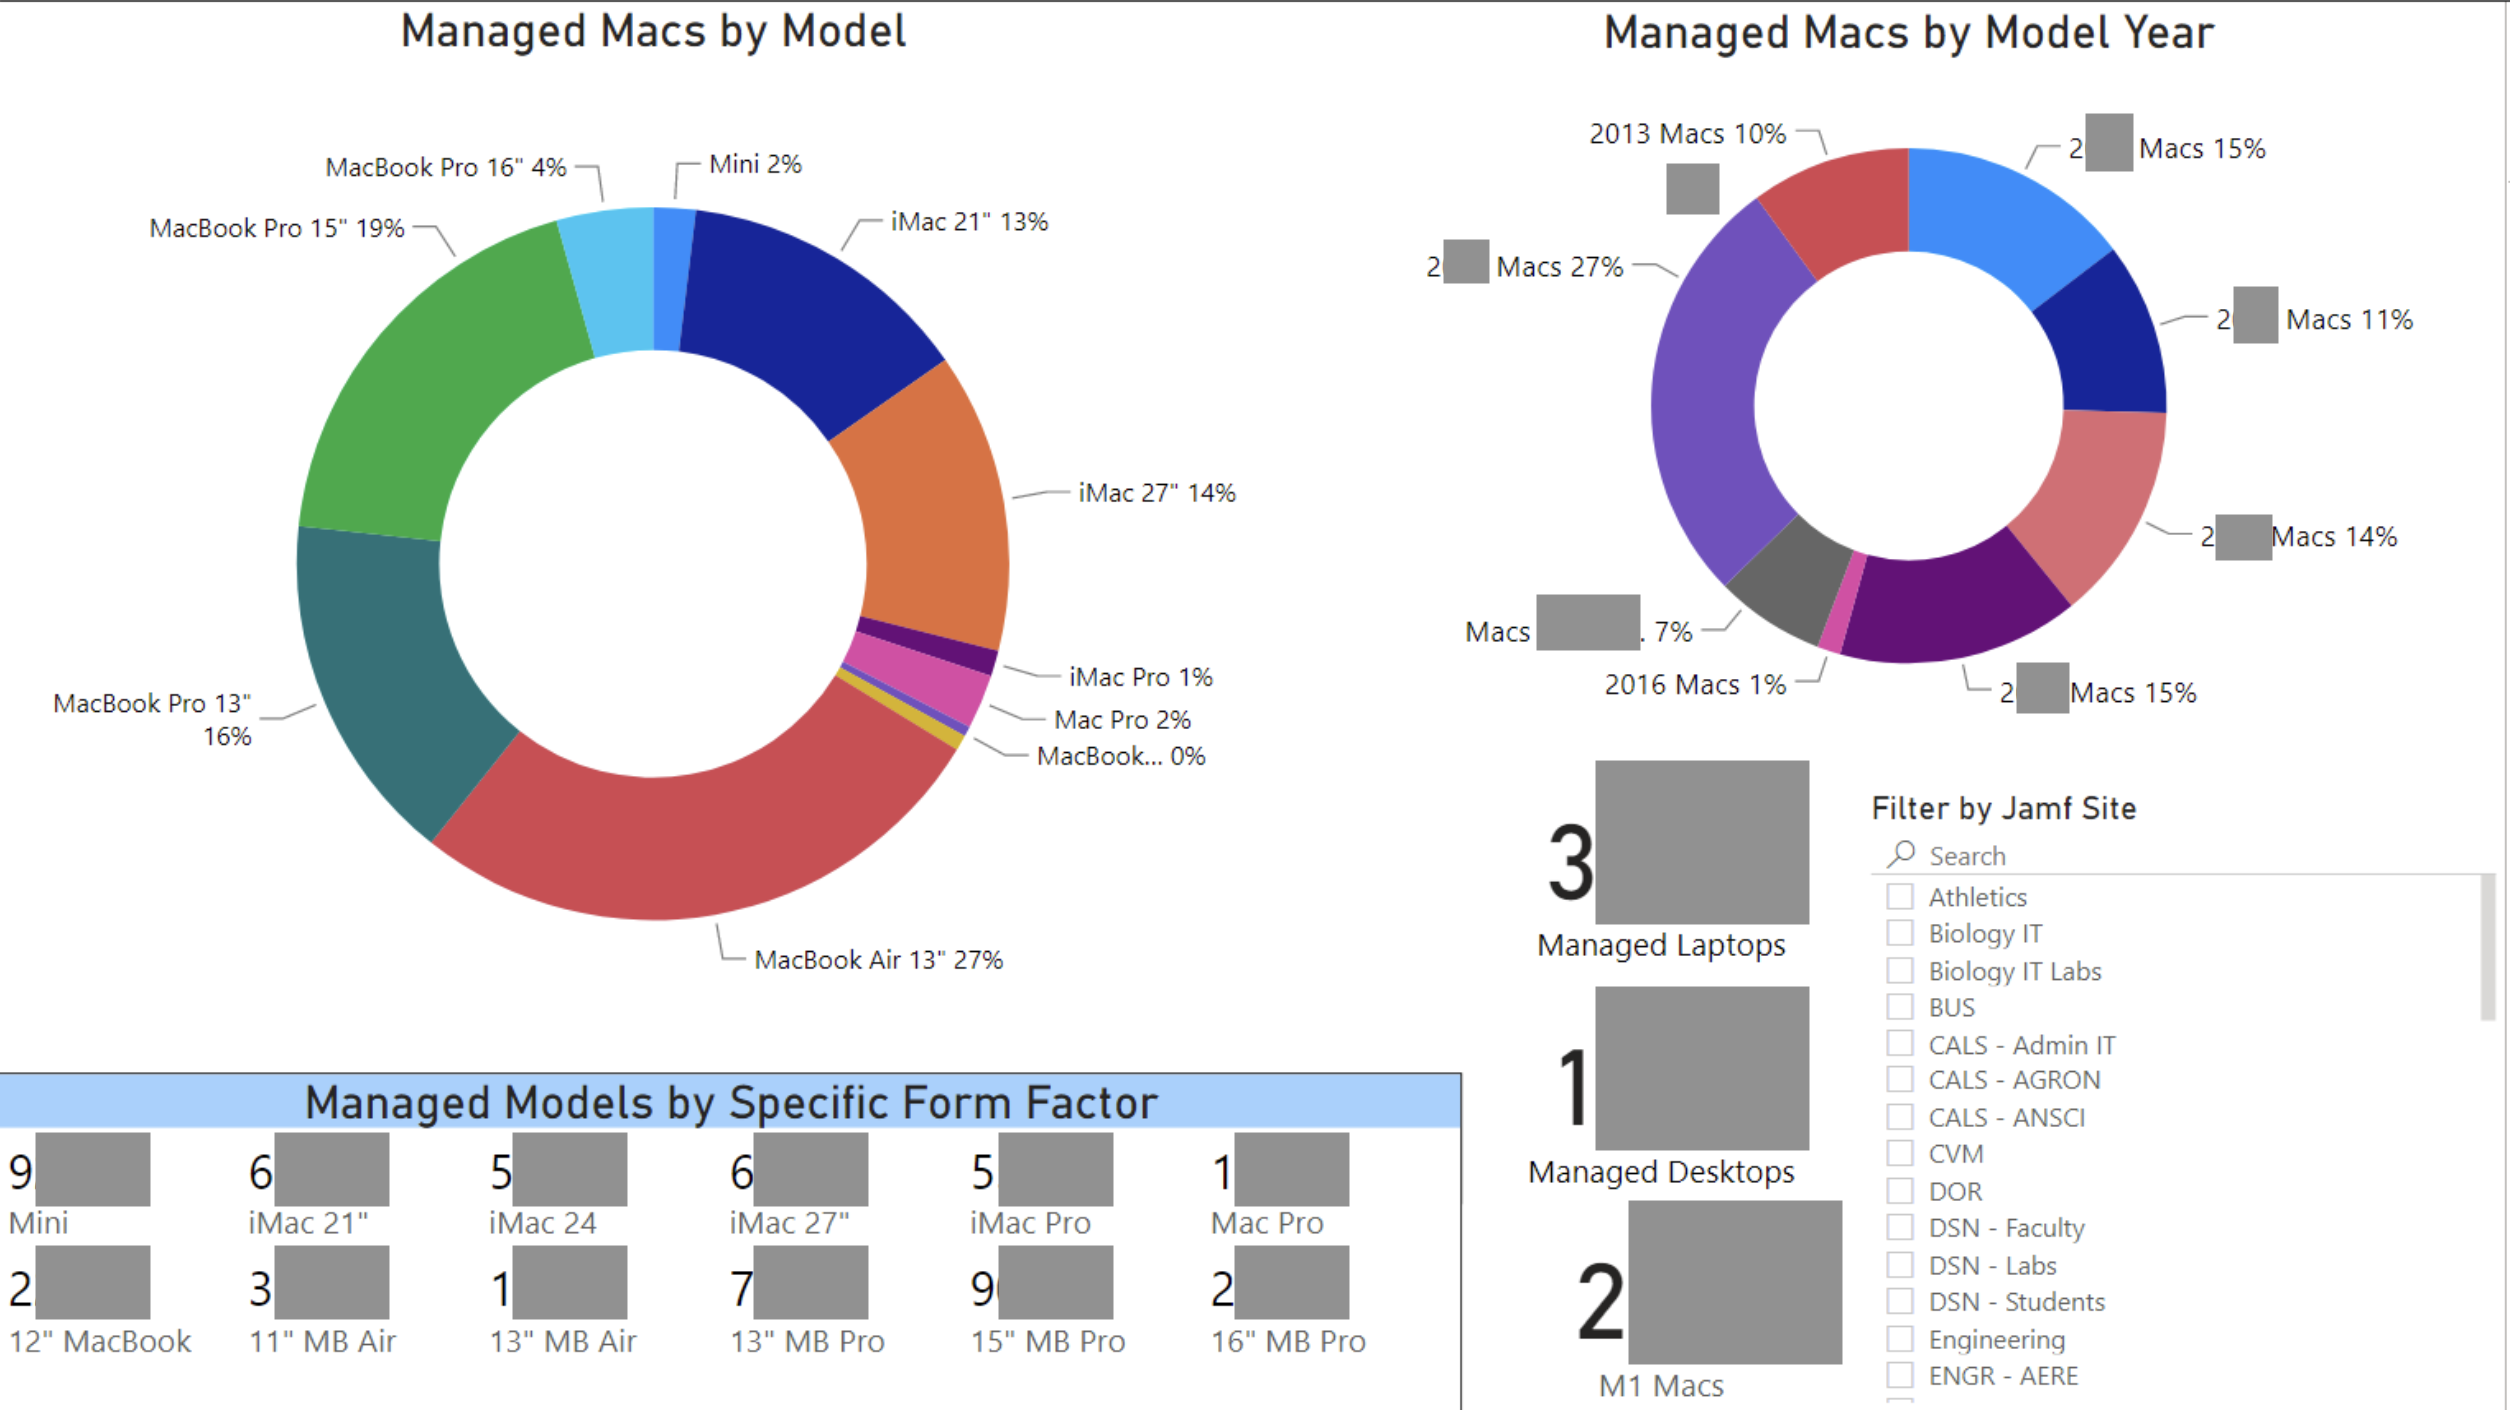 Managed Macs by Model
MacBook Pro 16" 4%
Mini 2%
MacBook Pro 15" 19%
iMac 21" 13%
iMac 27" 14%
iMac Pro 1%
Mac Pro 2%
MacBook... 0%
MacBook Pro 13"
16%
MacBook Air 13" 27%
Managed Macs by Model Year
2013 Macs 10%
2 Macs 15%
2 Macs 27%
2 Macs 11%
2 Macs 14%
Macs . 7%
2016 Macs 1%
2 Macs 15%
3
Managed Laptops
1
Managed Desktops
2
M1 Macs
Filter by Jamf Site
Search
Athletics
Biology IT
Biology IT Labs
BUS
CALS - Admin IT
CALS - AGRON
CALS - ANSCI
CVM
DOR
DSN - Faculty
DSN - Labs
DSN - Students
Engineering
ENGR - AERE
Managed Models by Specific Form Factor
9 6 5 6 5 1
Mini iMac 21" iMac 24 iMac 27" iMac Pro Mac Pro
2 3 1 7 9 2
12" MacBook 11" MB Air 13" MB Air 13" MB Pro 15" MB Pro 16" MB Pro